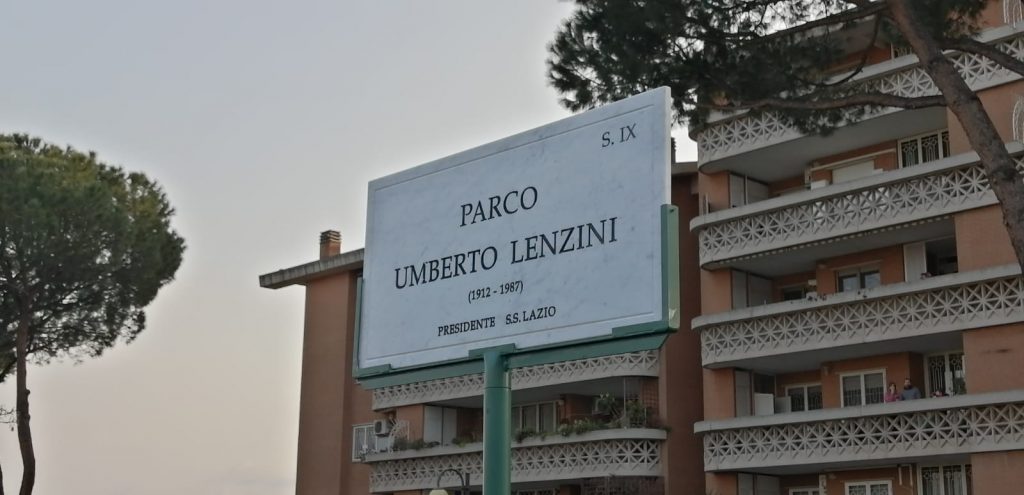 S. IX
PARCO
UMBERTO LENZINI
(1912 - 1987)
PRESIDENTE S.S. LAZIO